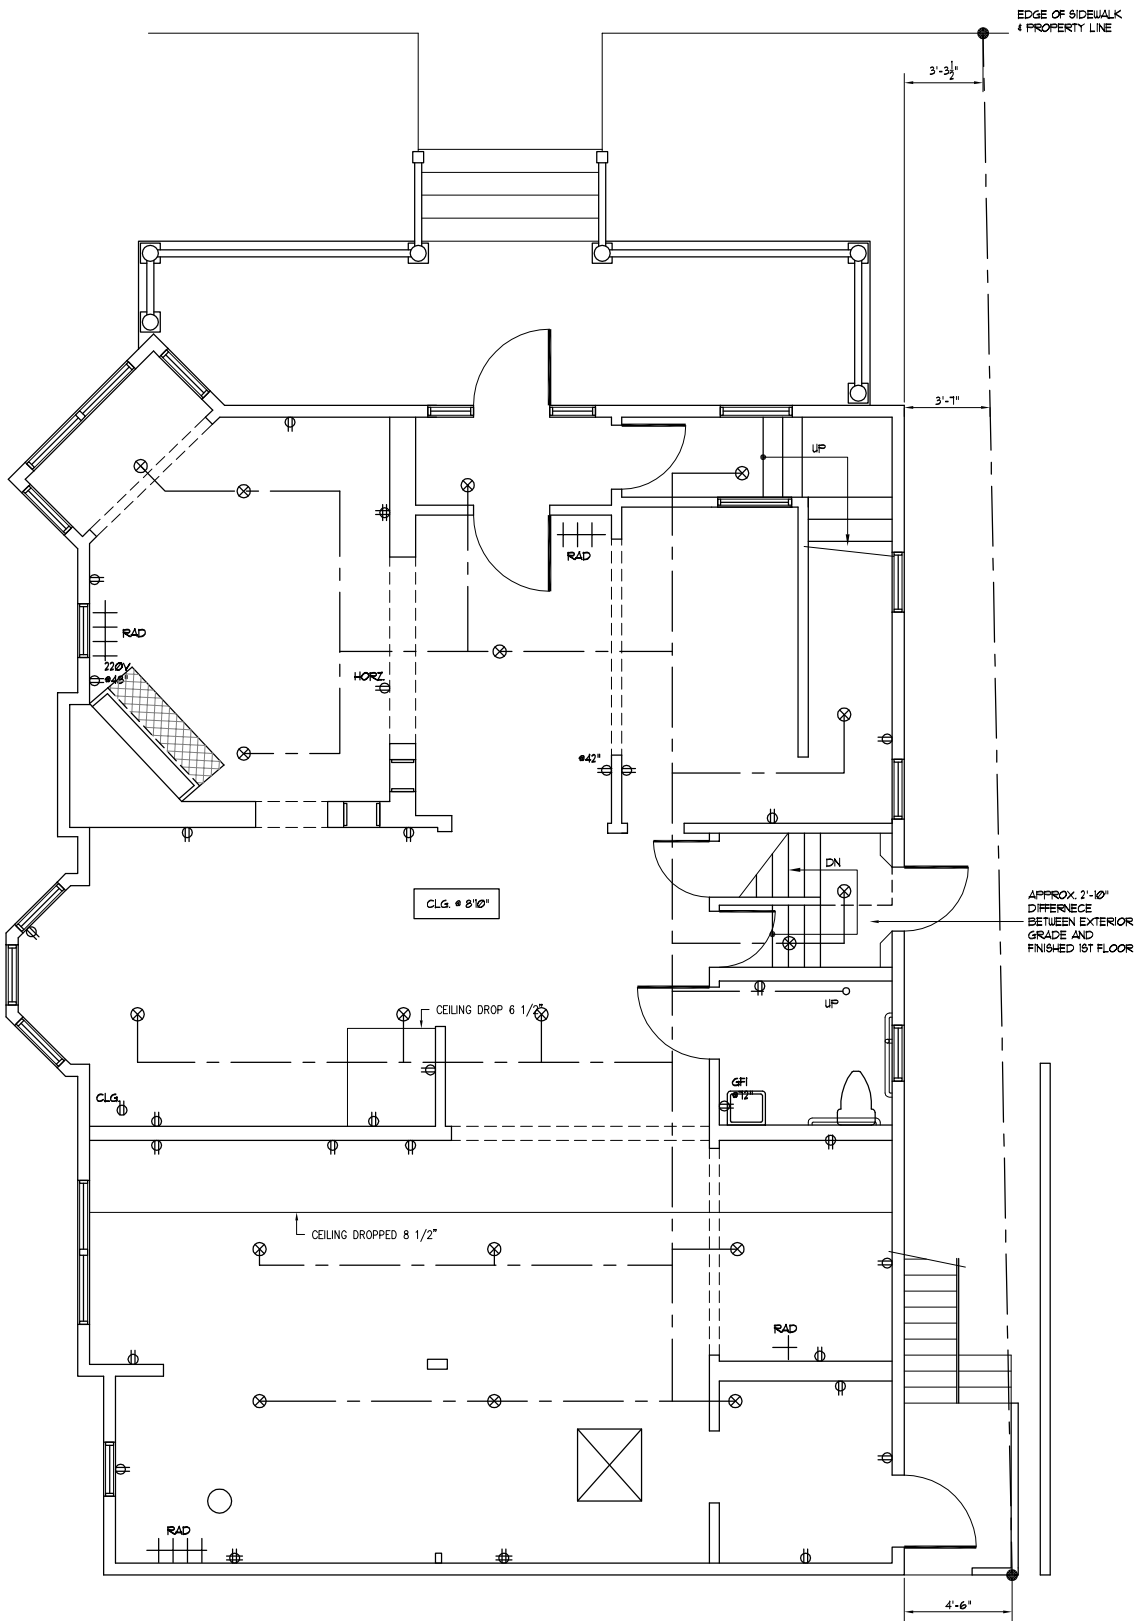 EDGE OF SIDEWALK
& PROPERTY LINE
3'-3½"
3'-7"
UP
RAD
RAD
220V
@48"
HORZ.
@42"
DN
CLG. @ 8'10"
APPROX. 2'-10"
DIFFERNECE
BETWEEN EXTERIOR
GRADE AND
FINISHED 1ST FLOOR
CEILING DROP 6 1/2"
UP
CLG.
GFI
@72"
CEILING DROPPED 8 1/2"
RAD
RAD
4'-6"